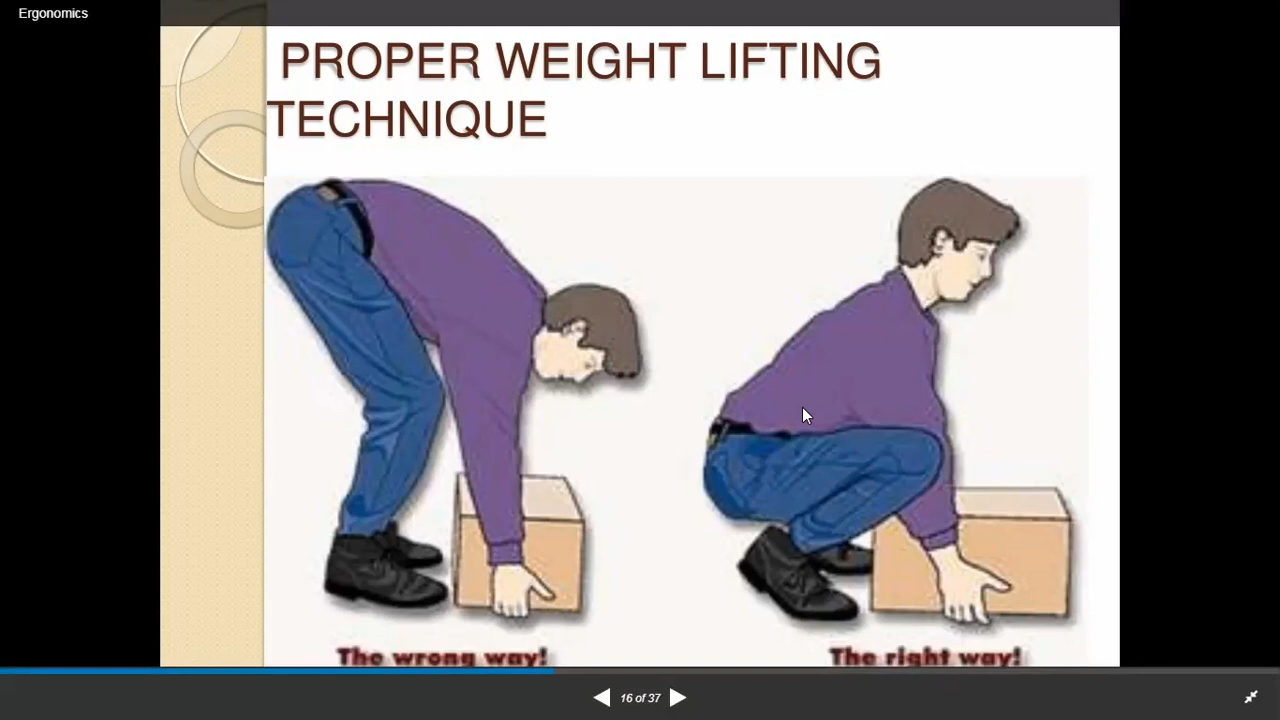 Ergonomics
PROPER WEIGHT LIFTING
TECHNIQUE
The wrong way!
The right way!
16 of 37